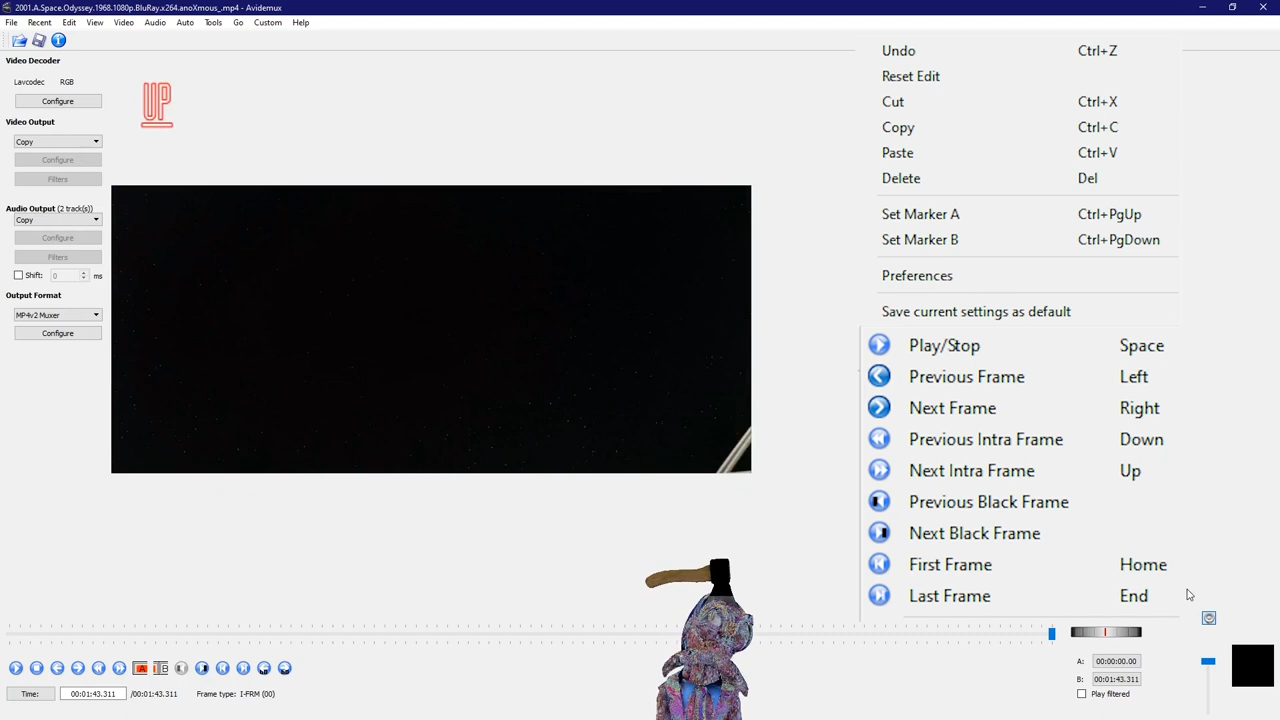 2001.A.Space.Odyssey.1968.1080p.BluRay.x264.anoXmous_.mp4 - Avidemux
File Recent Edit View Video Audio Auto Tools Go Custom Help
Video Decoder
Lavcodec RGB
Configure
Video Output
Copy
Configure
Filters
Audio Output (2 track(s))
Copy
Configure
Filters
Shift: 0 ms
Output Format
MP4v2 Muxer
Configure
UP
Undo Ctrl+Z
Reset Edit
Cut Ctrl+X
Copy Ctrl+C
Paste Ctrl+V
Delete Del
Set Marker A Ctrl+PgUp
Set Marker B Ctrl+PgDown
Preferences
Save current settings as default
Play/Stop Space
Previous Frame Left
Next Frame Right
Previous Intra Frame Down
Next Intra Frame Up
Previous Black Frame
Next Black Frame
First Frame Home
Last Frame End
A B
A: 00:00:00.00
B: 00:01:43.311
Play filtered
Time: 00:01:43.311 /00:01:43.311 Frame type: I-FRM (00)